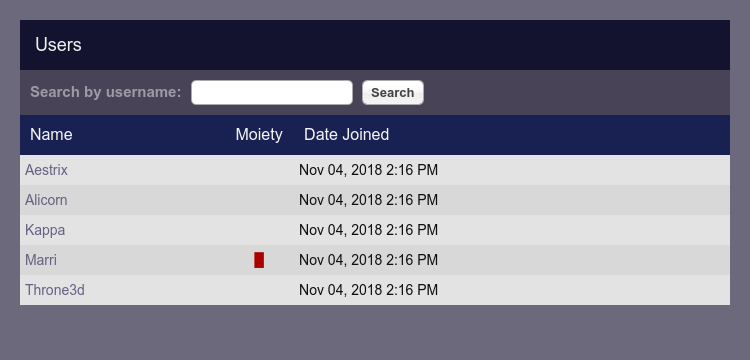 Users
Search by username: Search
Name Moiety Date Joined
Aestrix Nov 04, 2018 2:16 PM
Alicorn Nov 04, 2018 2:16 PM
Kappa Nov 04, 2018 2:16 PM
Marri Nov 04, 2018 2:16 PM
Throne3d Nov 04, 2018 2:16 PM